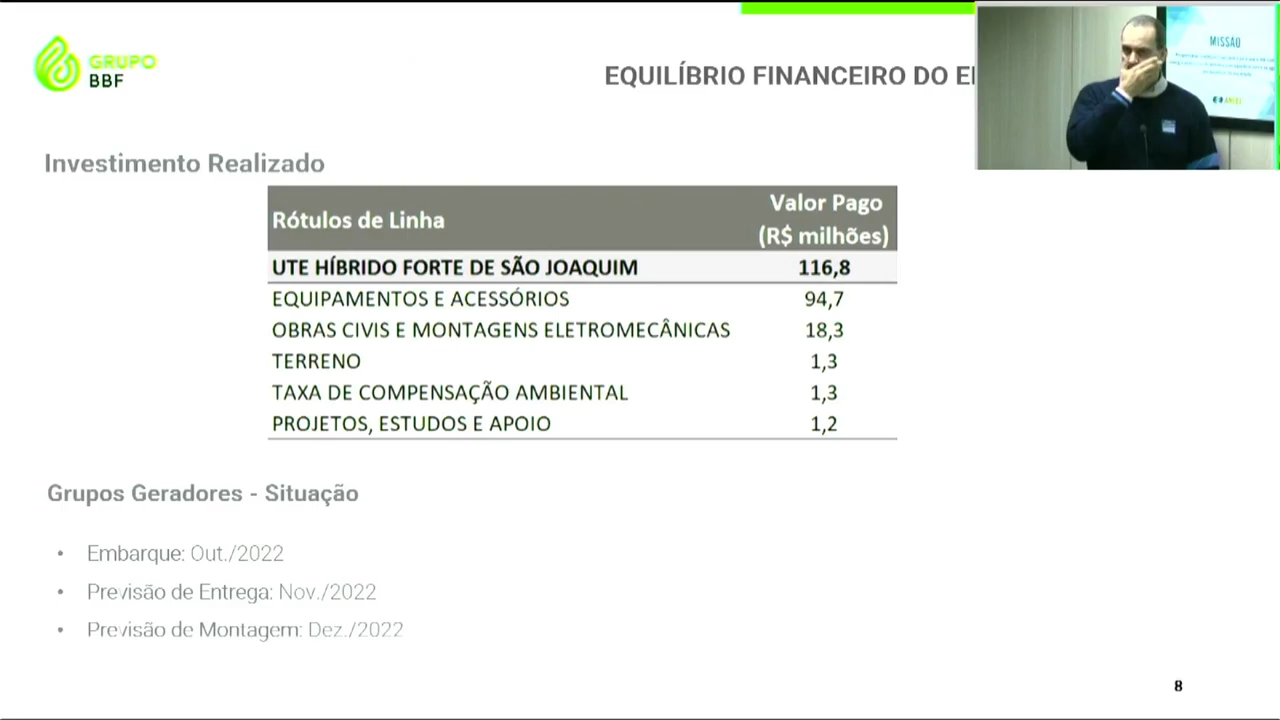 GRUPO
BBF
EQUILÍBRIO FINANCEIRO DO
MISSÃO
Investimento Realizado
Rótulos de Linha
Valor Pago
(R$ milhões)
UTE HÍBRIDO FORTE DE SÃO JOAQUIM 116,8
EQUIPAMENTOS E ACESSÓRIOS 94,7
OBRAS CIVIS E MONTAGENS ELETROMECÂNICAS 18,3
TERRENO 1,3
TAXA DE COMPENSAÇÃO AMBIENTAL 1,3
PROJETOS, ESTUDOS E APOIO 1,2
Grupos Geradores - Situação
• Embarque: Out./2022
• Previsão de Entrega: Nov./2022
• Previsão de Montagem: Dez./2022
8